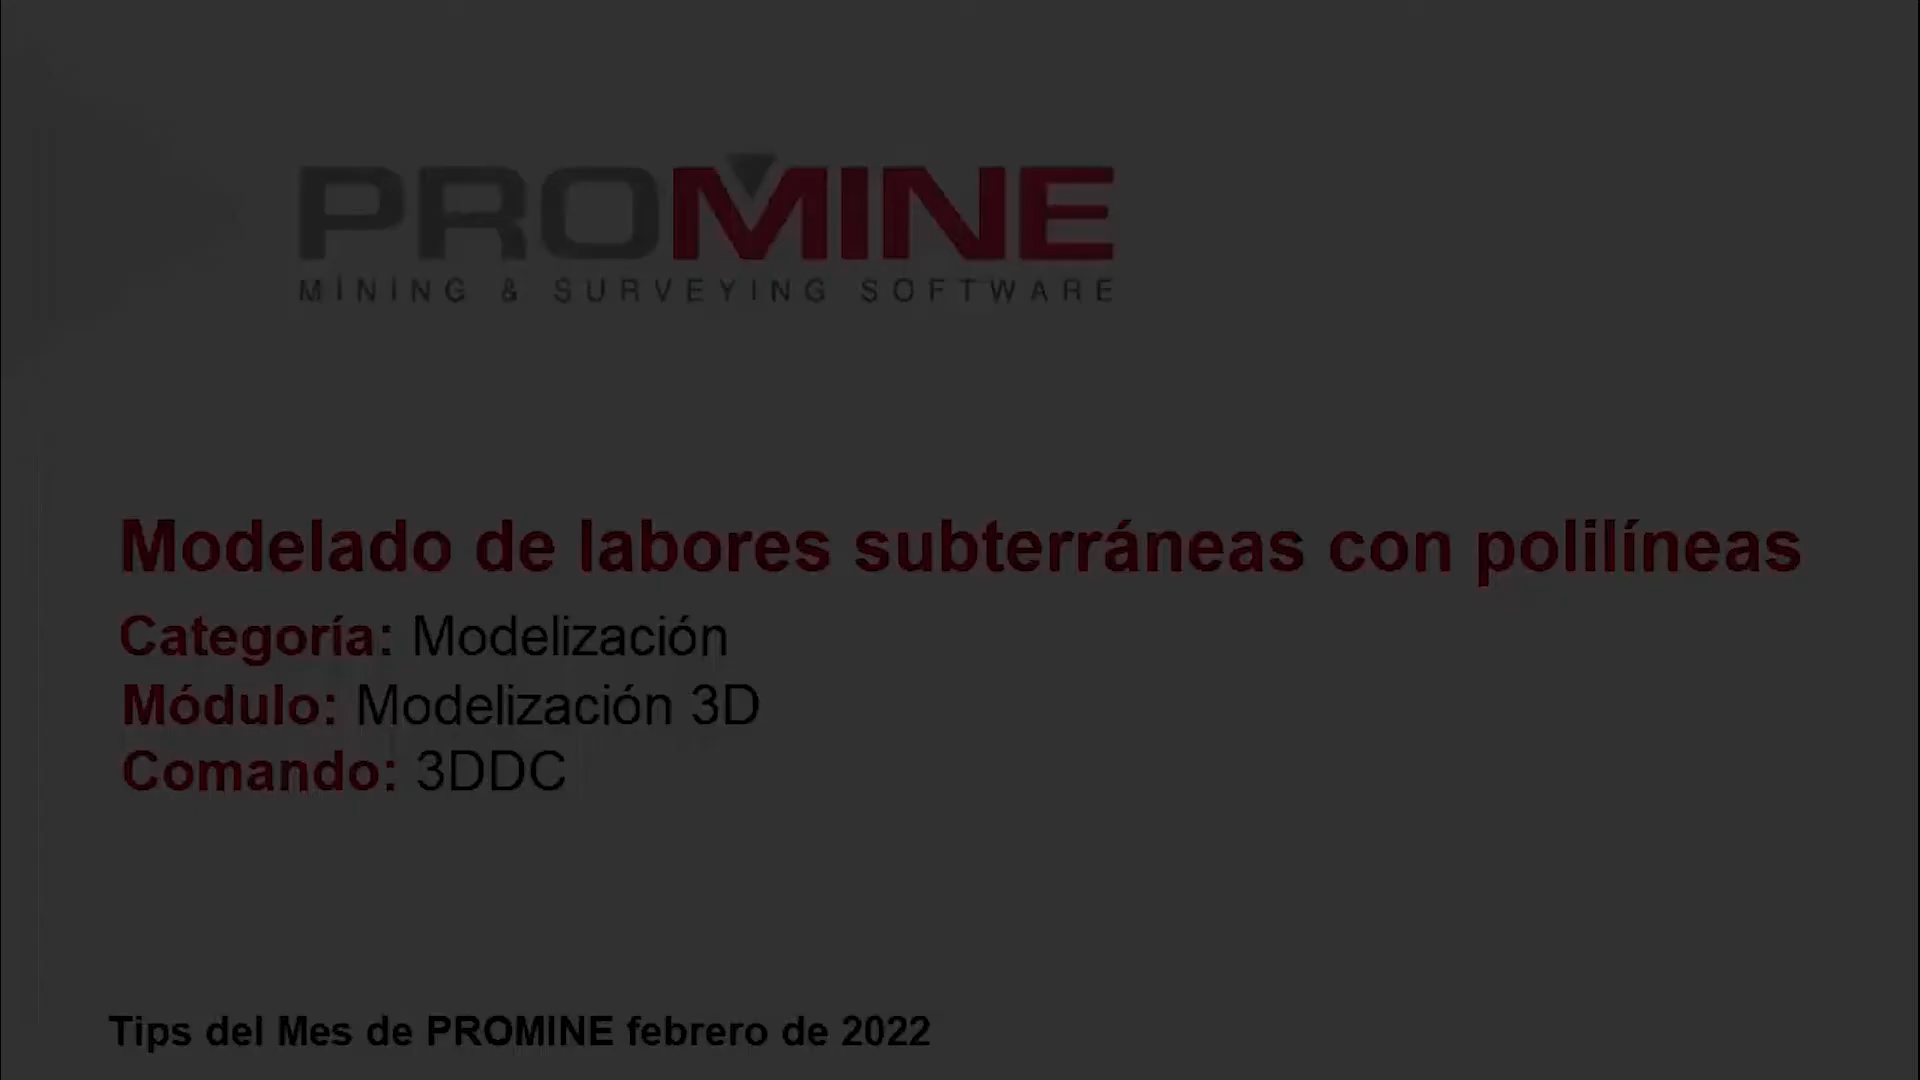 PROMINE
MINING & SURVEYING SOFTWARE
Modelado de labores subterráneas con polilíneas
Categoría: Modelización
Módulo: Modelización 3D
Comando: 3DDC
Tips del Mes de PROMINE febrero de 2022